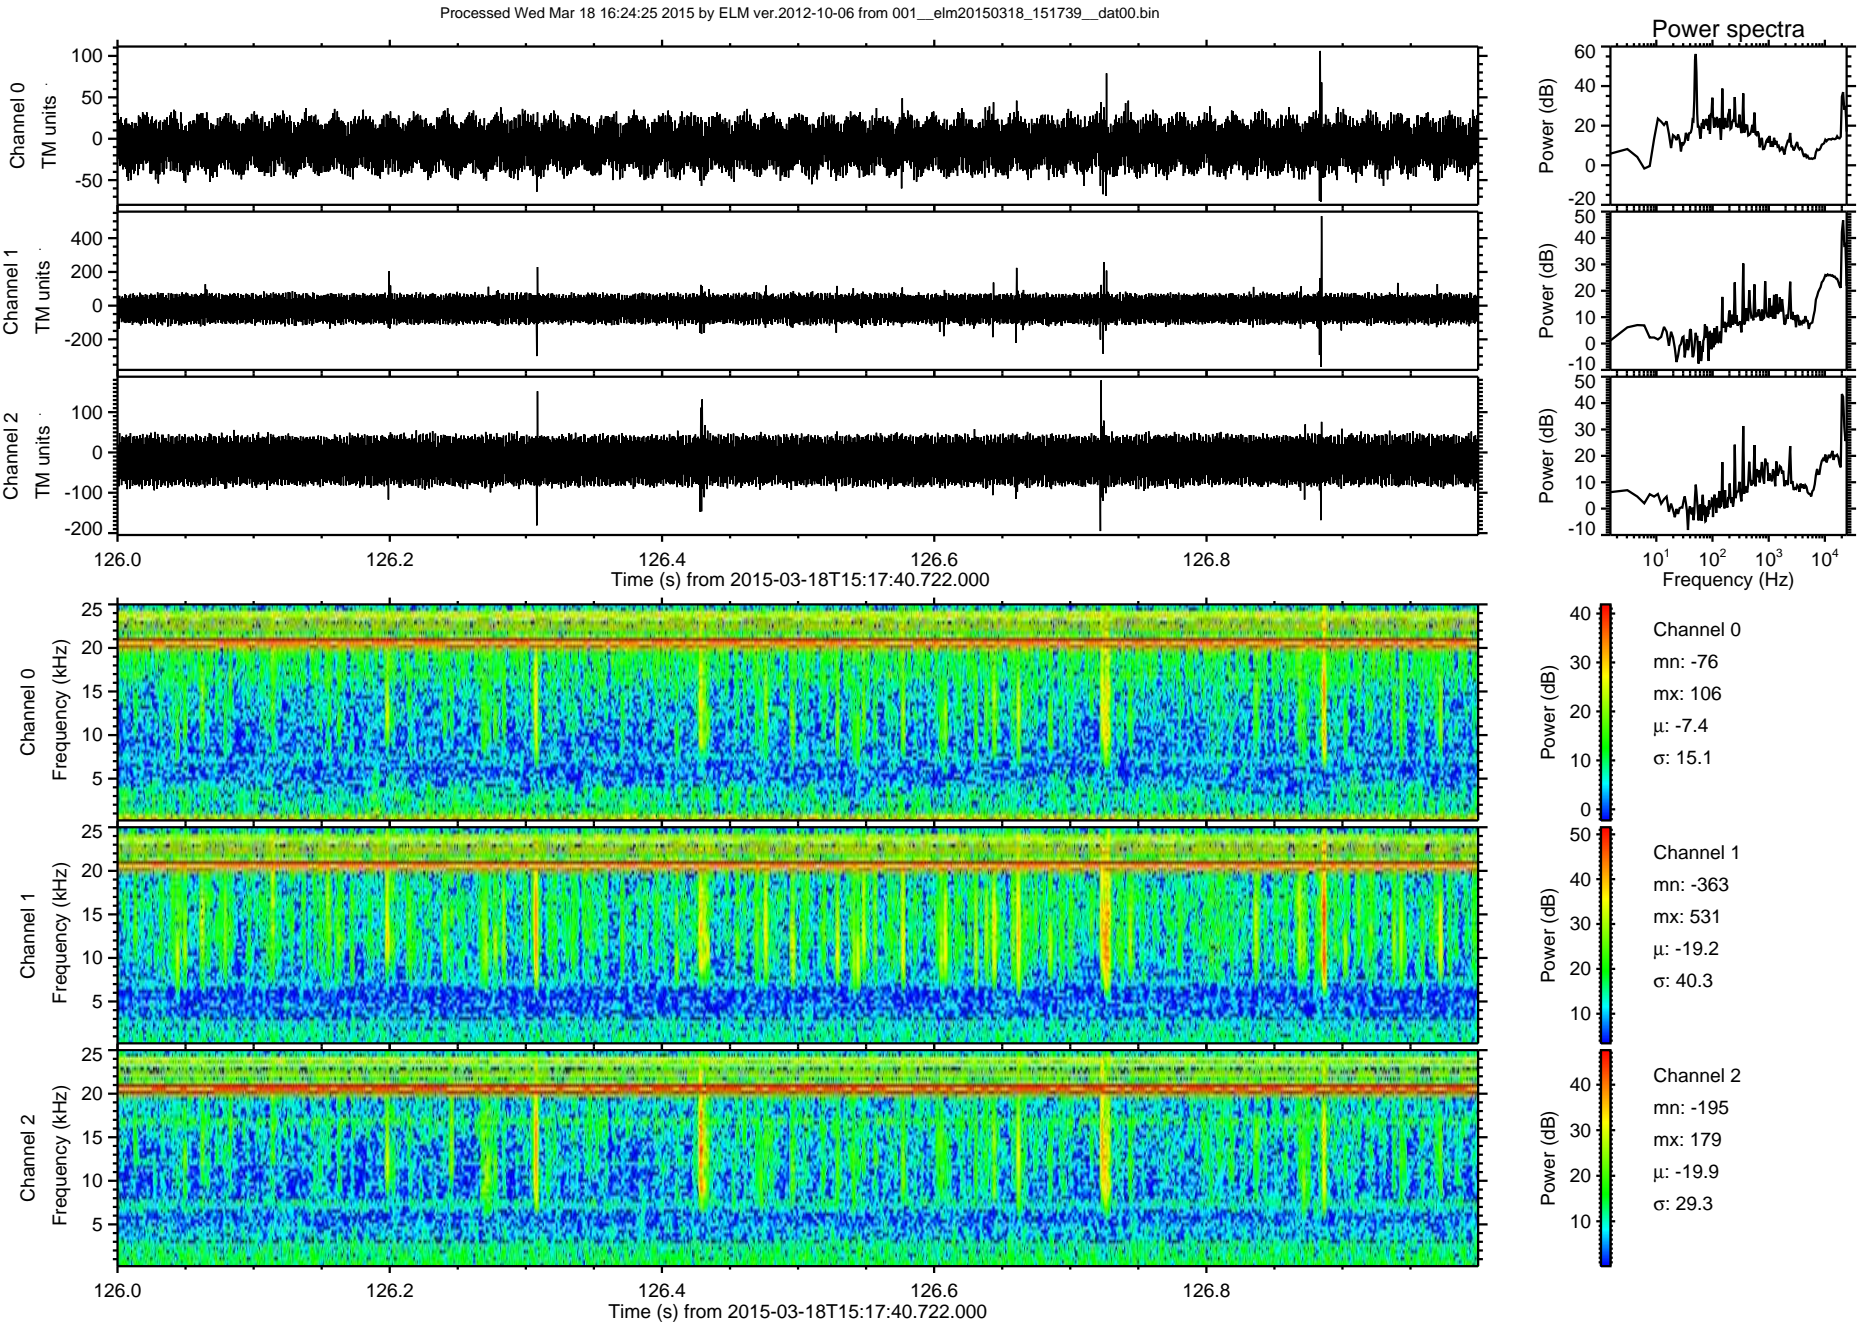 Processed Wed Mar 18 16:24:25 2015 by ELM ver.2012-10-06 from 001__elm20150318_151739__dat00.bin
Power spectra
Channel 0
TM units
100
50
0
-50
Power (dB)
60
40
20
0
-20
Channel 1
TM units
400
200
0
-200
Power (dB)
50
40
30
20
10
0
-10
Channel 2
TM units
100
0
-100
-200
Power (dB)
50
40
30
20
10
0
-10
126.0 126.2 126.4 126.6 126.8
Time (s) from 2015-03-18T15:17:40.722.000
10^1 10^2 10^3 10^4
Frequency (Hz)
Channel 0
Frequency (kHz)
25
20
15
10
5
Power (dB)
40
30
20
10
0
Channel 0
mn: -76
mx: 106
μ: -7.4
σ: 15.1
Channel 1
Frequency (kHz)
25
20
15
10
5
Power (dB)
50
40
30
20
10
Channel 1
mn: -363
mx: 531
μ: -19.2
σ: 40.3
Channel 2
Frequency (kHz)
25
20
15
10
5
Power (dB)
40
30
20
10
Channel 2
mn: -195
mx: 179
μ: -19.9
σ: 29.3
126.0 126.2 126.4 126.6 126.8
Time (s) from 2015-03-18T15:17:40.722.000